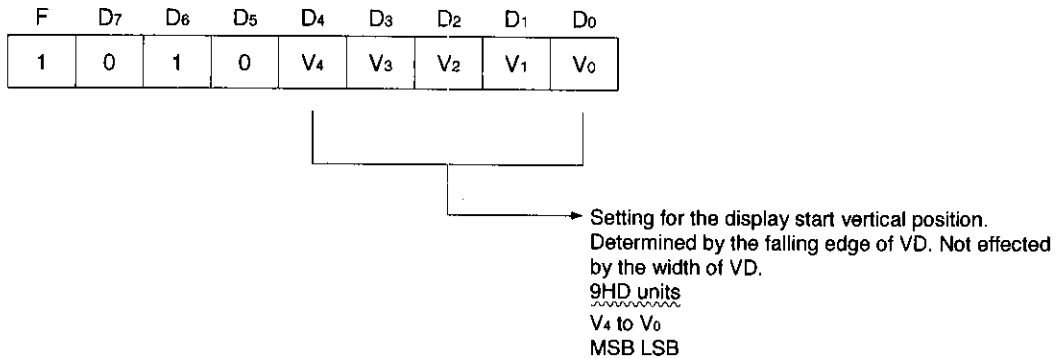 F D7 D6 D5 D4 D3 D2 D1 D0
1 0 1 0 V4 V3 V2 V1 V0
Setting for the display start vertical position.
Determined by the falling edge of VD. Not effected
by the width of VD.
9HD units
V4 to V0
MSB LSB